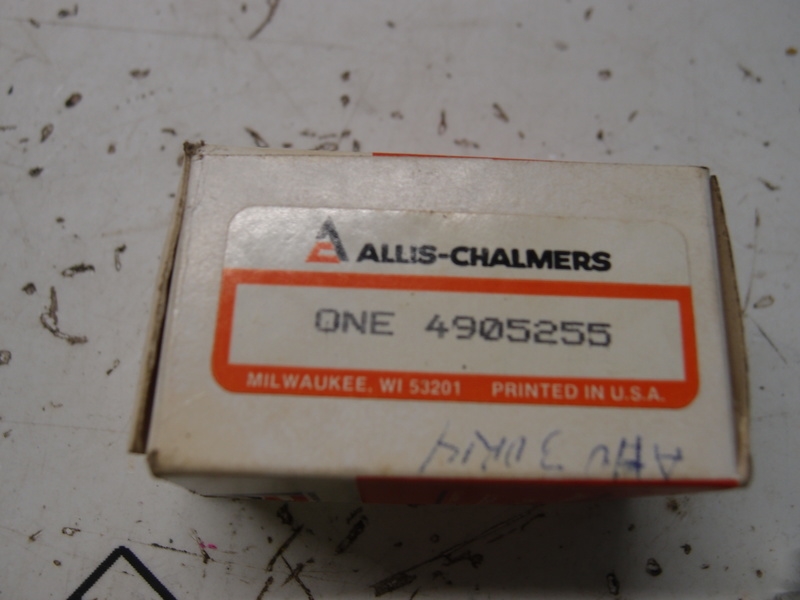 ALLIS-CHALMERS
ONE 4905255
MILWAUKEE, WI 53201 PRINTED IN U.S.A.